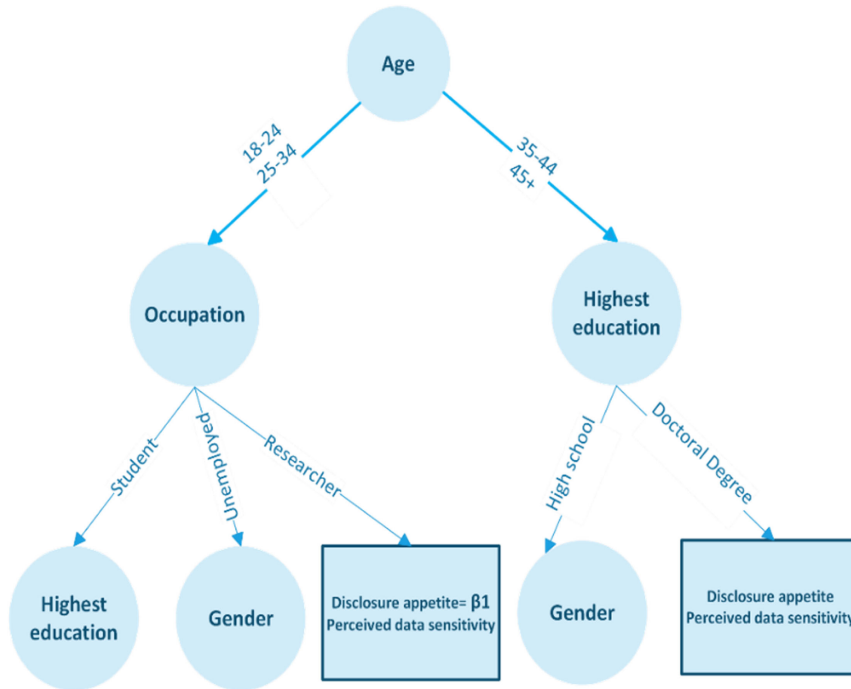 Age
18-24
25-34
35-44
45+
Occupation
Highest
education
Student
Unemployed
Researcher
High school
Doctoral Degree
Highest
education
Gender
Disclosure appetite= β1
Perceived data sensitivity
Gender
Disclosure appetite
Perceived data sensitivity